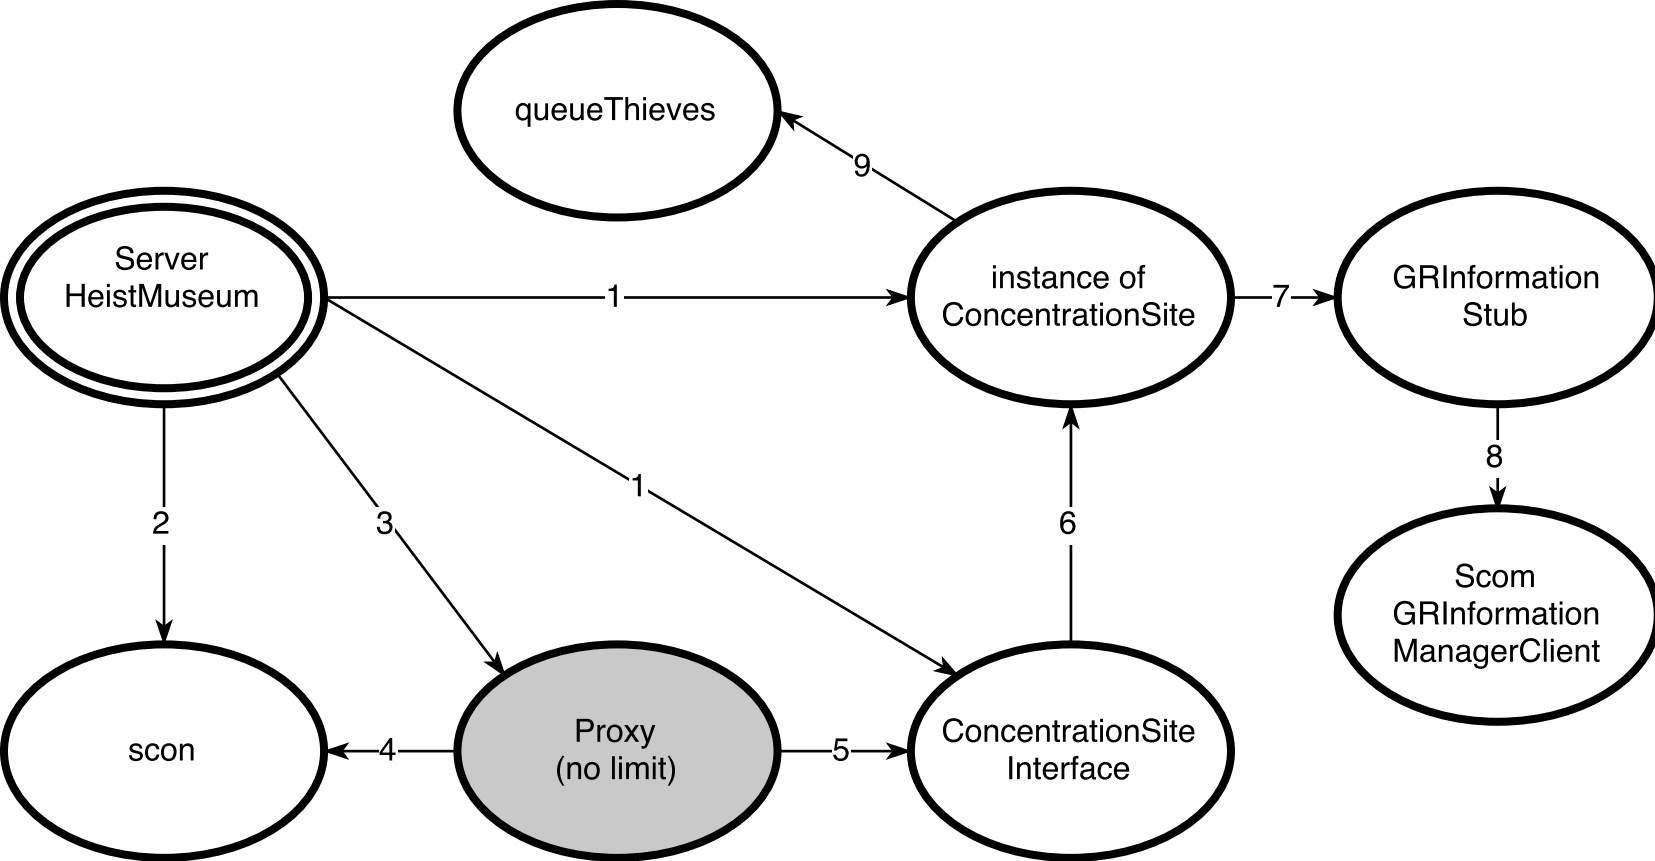 queueThieves
9
Server
HeistMuseum
1
instance of
ConcentrationSite
7
GRInformation
Stub
8
1
2
3
6
Scom
GRInformation
ManagerClient
scon
4
Proxy
(no limit)
5
ConcentrationSite
Interface